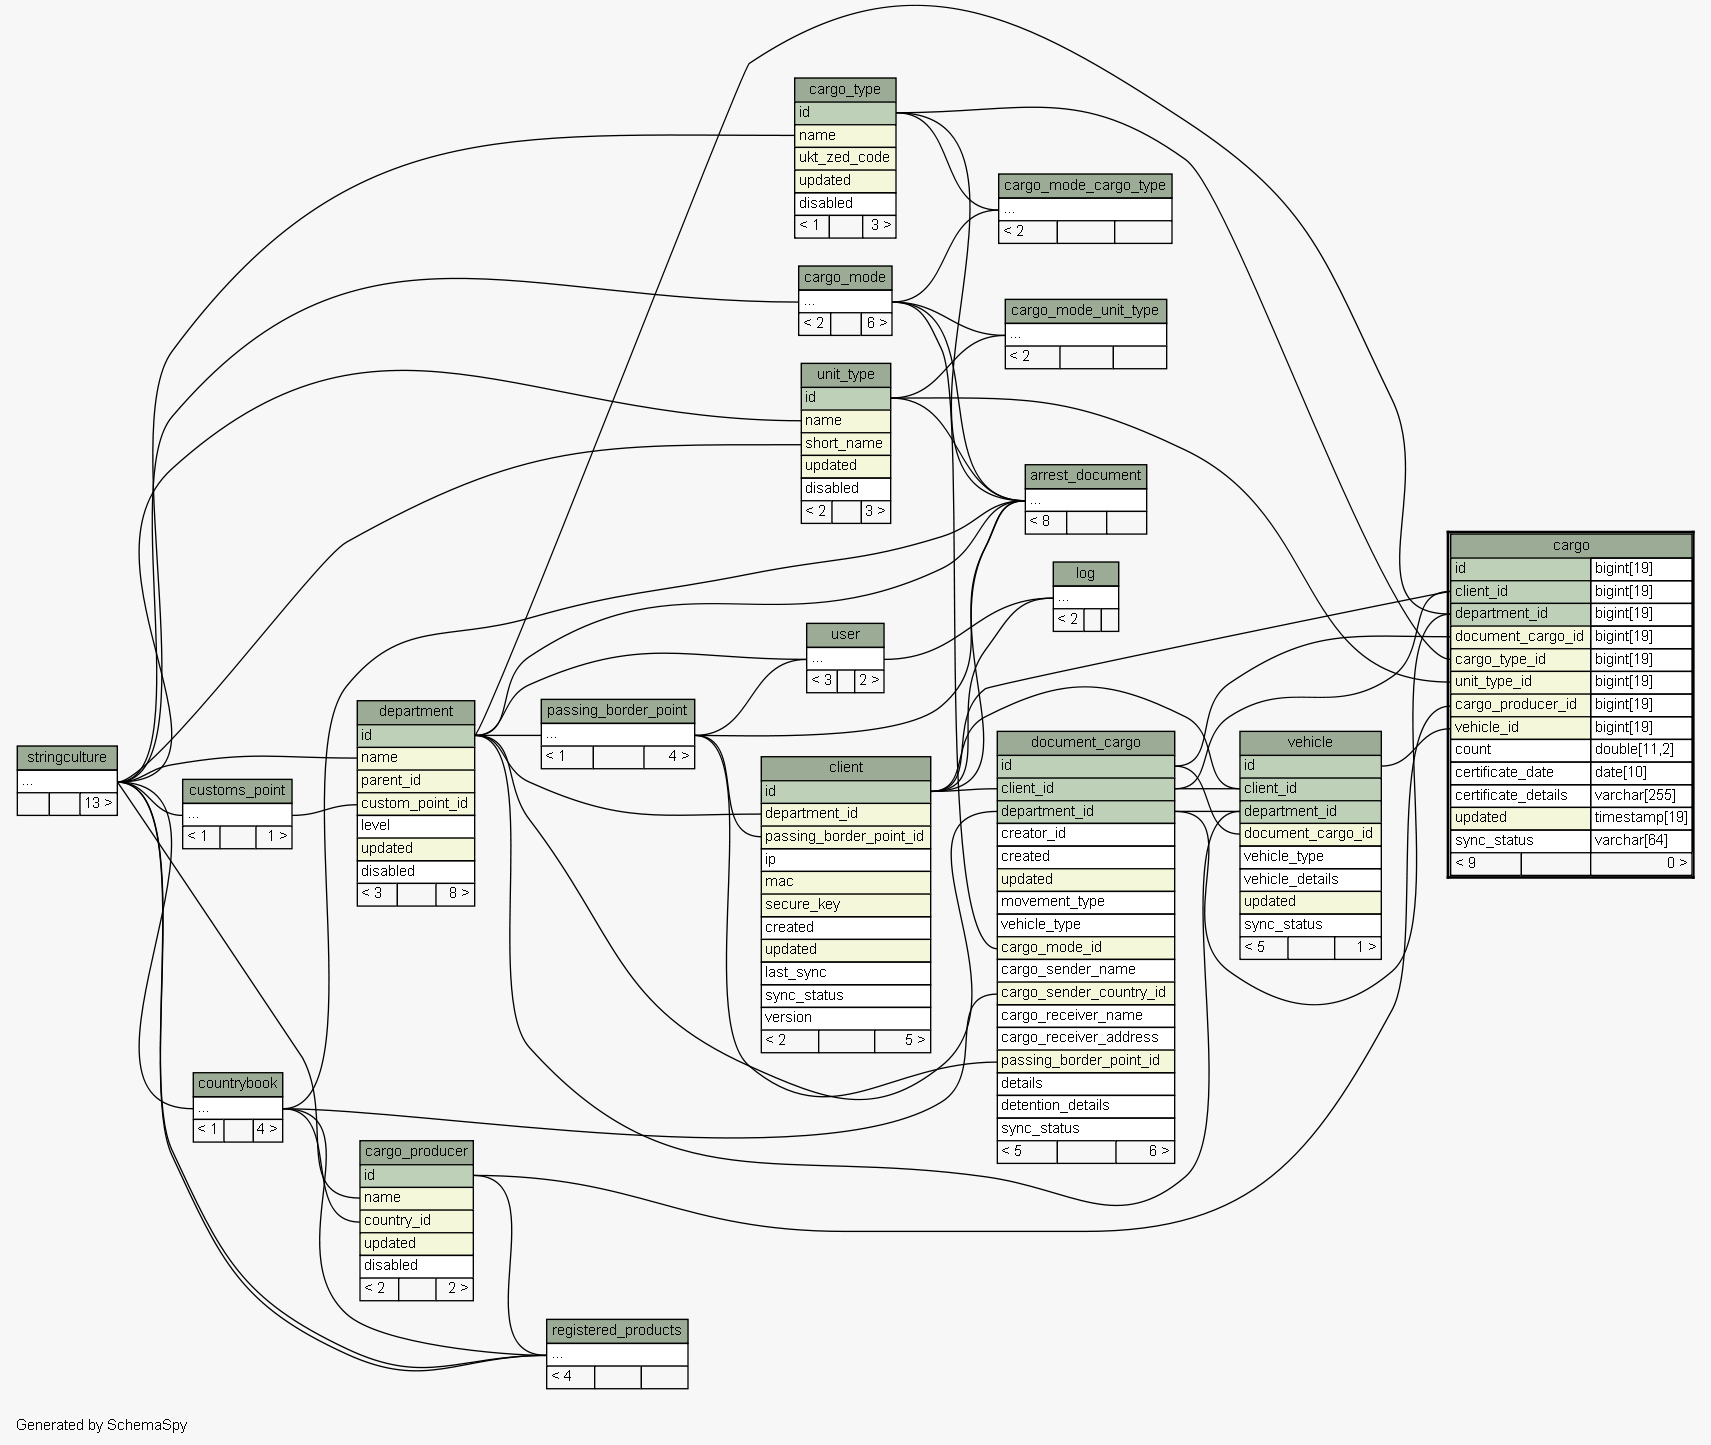 cargo_type
id
name
ukt_zed_code
updated
disabled
< 1 3 >
cargo_mode_cargo_type
...
< 2
cargo_mode
...
< 2 6 >
cargo_mode_unit_type
...
< 2
unit_type
id
name
short_name
updated
disabled
< 2 3 >
arrest_document
...
< 8
log
...
< 2
user
...
< 3 2 >
cargo
id bigint[19]
client_id bigint[19]
department_id bigint[19]
document_cargo_id bigint[19]
cargo_type_id bigint[19]
unit_type_id bigint[19]
cargo_producer_id bigint[19]
vehicle_id bigint[19]
count double[11,2]
certificate_date date[10]
certificate_details varchar[255]
updated timestamp[19]
sync_status varchar[64]
< 9 0 >
department
id
name
parent_id
custom_point_id
level
updated
disabled
< 3 8 >
passing_border_point
...
< 1 4 >
stringculture
...
13 >
customs_point
...
< 1 1 >
client
id
department_id
passing_border_point_id
ip
mac
secure_key
created
updated
last_sync
sync_status
version
< 2 5 >
document_cargo
id
client_id
department_id
creator_id
created
updated
movement_type
vehicle_type
cargo_mode_id
cargo_sender_name
cargo_sender_country_id
cargo_receiver_name
cargo_receiver_address
passing_border_point_id
details
detention_details
sync_status
< 5 6 >
vehicle
id
client_id
department_id
document_cargo_id
vehicle_type
vehicle_details
updated
sync_status
< 5 1 >
countrybook
...
< 1 4 >
cargo_producer
id
name
country_id
updated
disabled
< 2 2 >
registered_products
...
< 4
Generated by SchemaSpy